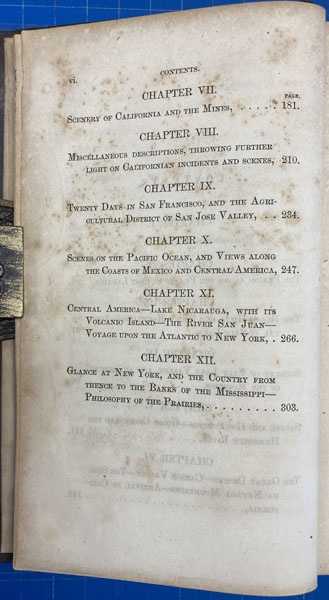 vi.
CONTENTS.
CHAPTER VII.
PAGE.
SCENERY OF CALIFORNIA AND THE MINES, . . . . . 181.
CHAPTER VIII.
MISCELLANEOUS DESCRIPTIONS, THROWING FURTHER
LIGHT ON CALIFORNIAN INCIDENTS AND SCENES, 210.
CHAPTER IX.
TWENTY DAYS IN SAN FRANCISCO, AND THE AGRI-
CULTURAL DISTRICT OF SAN JOSE VALLEY, . . 234.
CHAPTER X.
SCENES ON THE PACIFIC OCEAN, AND VIEWS ALONG
THE COASTS OF MEXICO AND CENTRAL AMERICA, 247.
CHAPTER XI.
CENTRAL AMERICA—LAKE NICARAUGA, WITH ITS
VOLCANIC ISLAND—THE RIVER SAN JUAN—
VOYAGE UPON THE ATLANTIC TO NEW YORK, . 266.
CHAPTER XII.
GLANCE AT NEW YORK, AND THE COUNTRY FROM
THENCE TO THE BANKS OF THE MISSISSIPPI—
PHILOSOPHY OF THE PRAIRIES, . . . . . . . . . . 303.